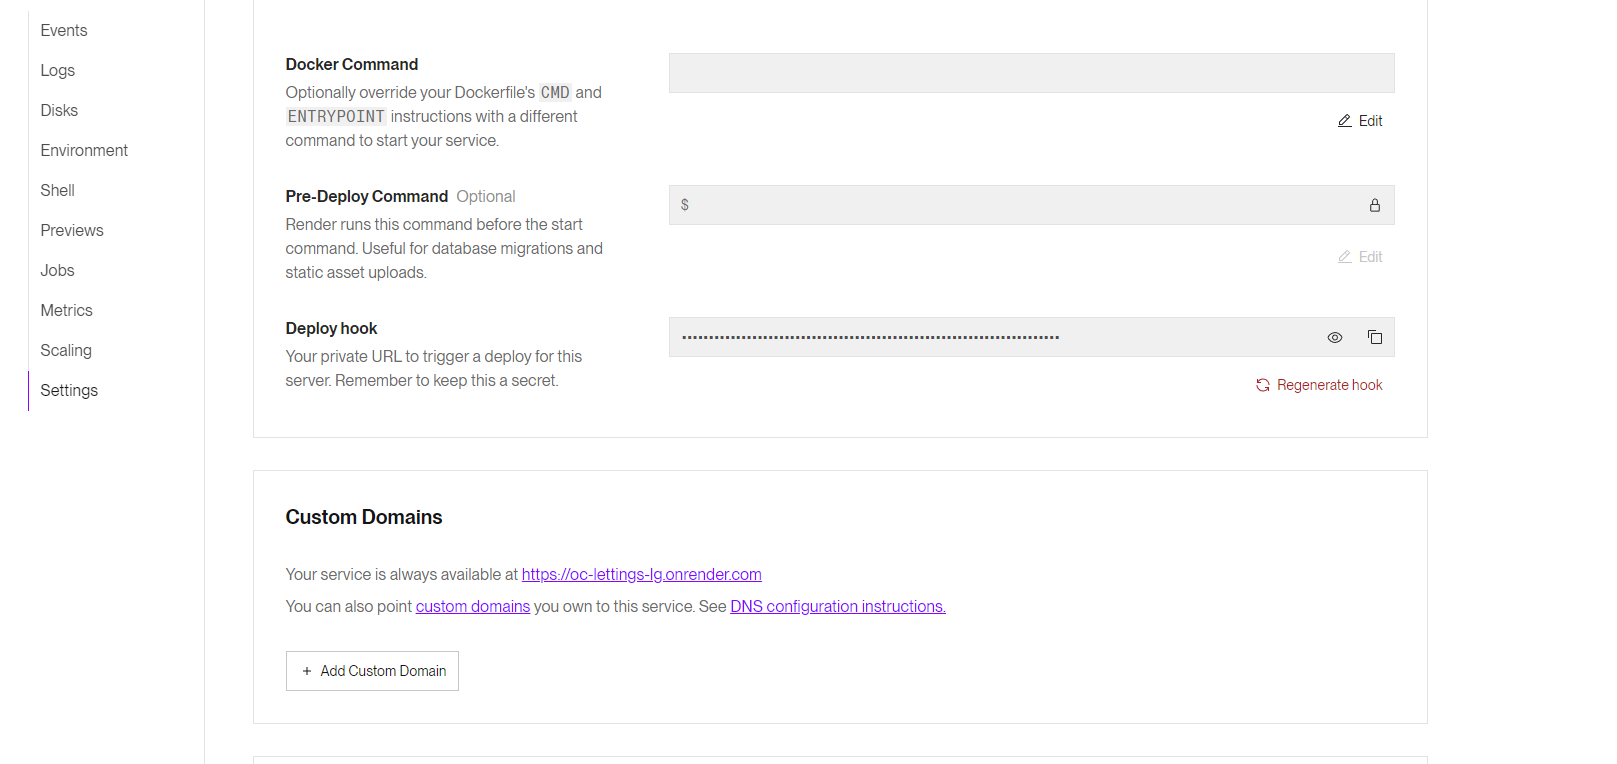 Events
Logs
Disks
Environment
Shell
Previews
Jobs
Metrics
Scaling
Settings
Docker Command
Optionally override your Dockerfile's CMD and
ENTRYPOINT instructions with a different
command to start your service.
Edit
Pre-Deploy Command Optional
Render runs this command before the start
command. Useful for database migrations and
static asset uploads.
$
Edit
Deploy hook
Your private URL to trigger a deploy for this
server. Remember to keep this a secret.
Regenerate hook
Custom Domains
Your service is always available at https://oc-lettings-lg.onrender.com
You can also point custom domains you own to this service. See DNS configuration instructions.
+ Add Custom Domain